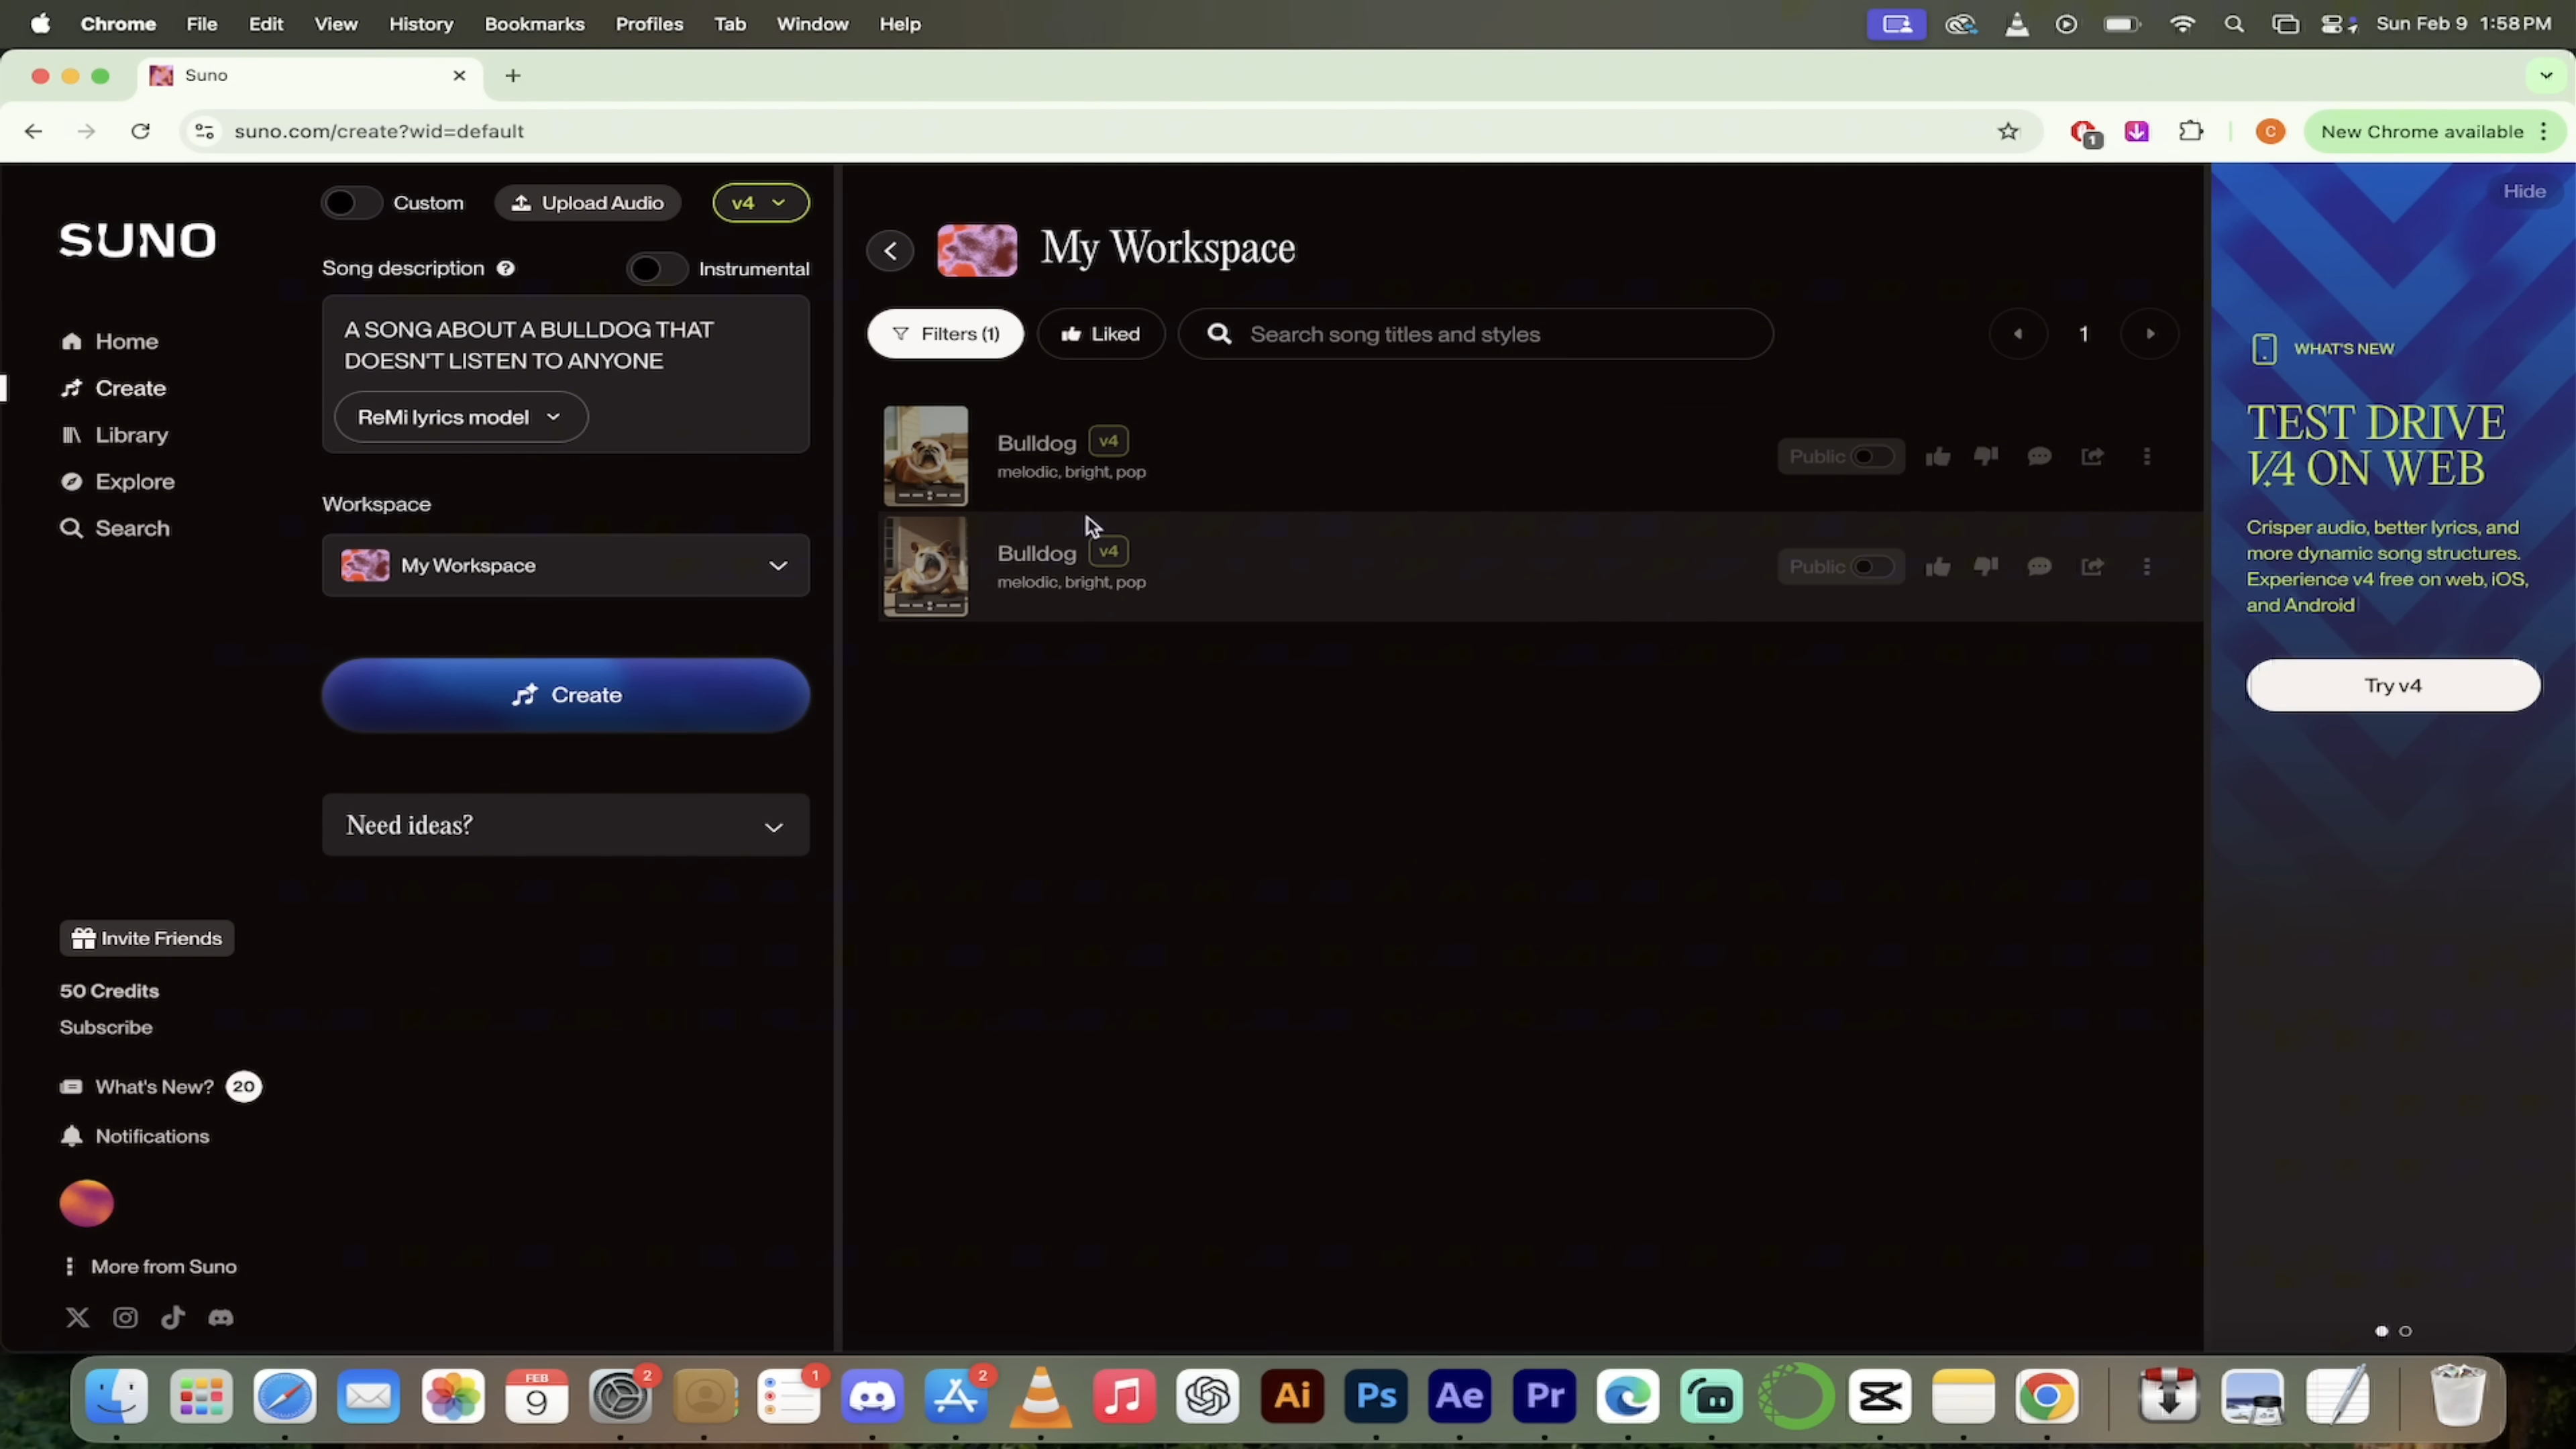 Chrome File Edit View History Bookmarks Profiles Tab Window Help
Sun Feb 9 1:58 PM
Suno
suno.com/create?wid=default
1
C
New Chrome available
SUNO
Home
Create
Library
Explore
Search
Invite Friends
50 Credits
Subscribe
What's New? 20
Notifications
More from Suno
Custom
Upload Audio
v4
Song description
Instrumental
A SONG ABOUT A BULLDOG THAT
DOESN'T LISTEN TO ANYONE
ReMi lyrics model
Workspace
My Workspace
Create
Need ideas?
My Workspace
Filters (1)
Liked
Search song titles and styles
1
Bulldog v4
melodic, bright, pop
Public
Bulldog v4
melodic, bright, pop
Public
Hide
WHAT'S NEW
TEST DRIVE
V4 ON WEB
Crisper audio, better lyrics, and
more dynamic song structures.
Experience v4 free on web, iOS,
and Android
Try v4
FEB
9
2
1
2
Ai
Ps
Ae
Pr